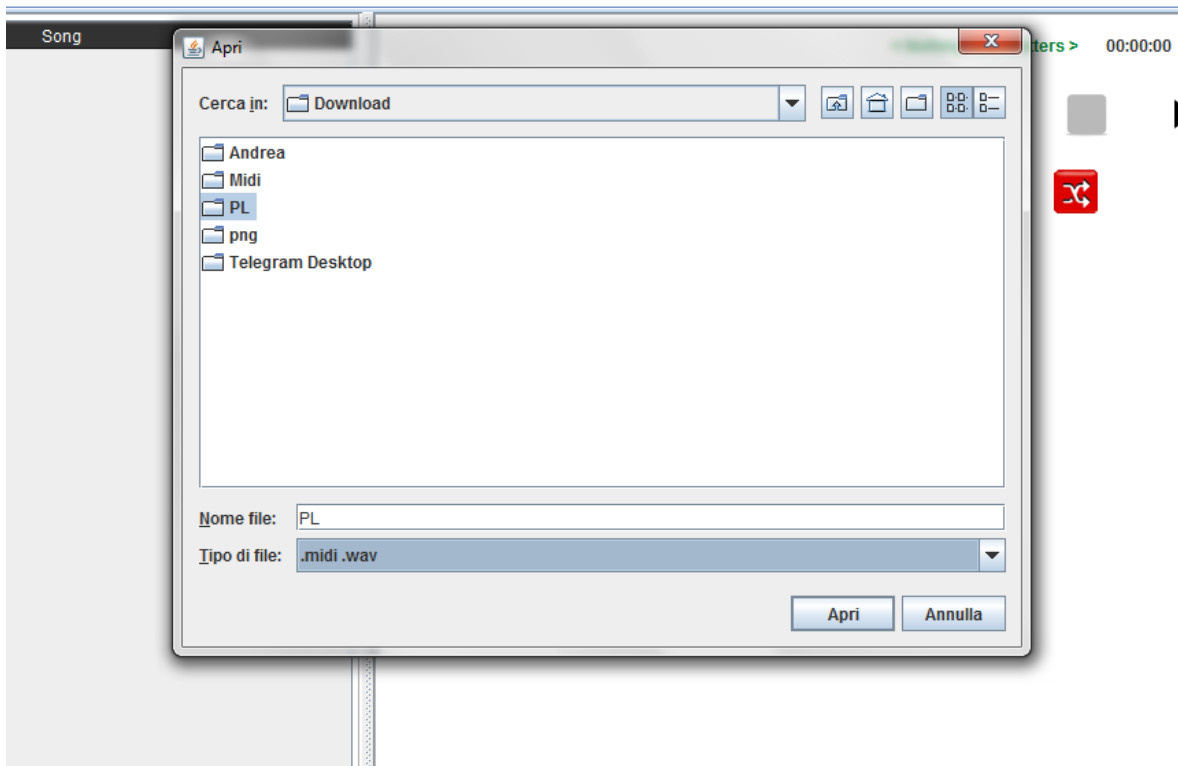 Song
Apri
ters > 00:00:00
Cerca in: Download
Andrea
Midi
PL
png
Telegram Desktop
Nome file: PL
Tipo di file: .midi .wav
Apri Annulla